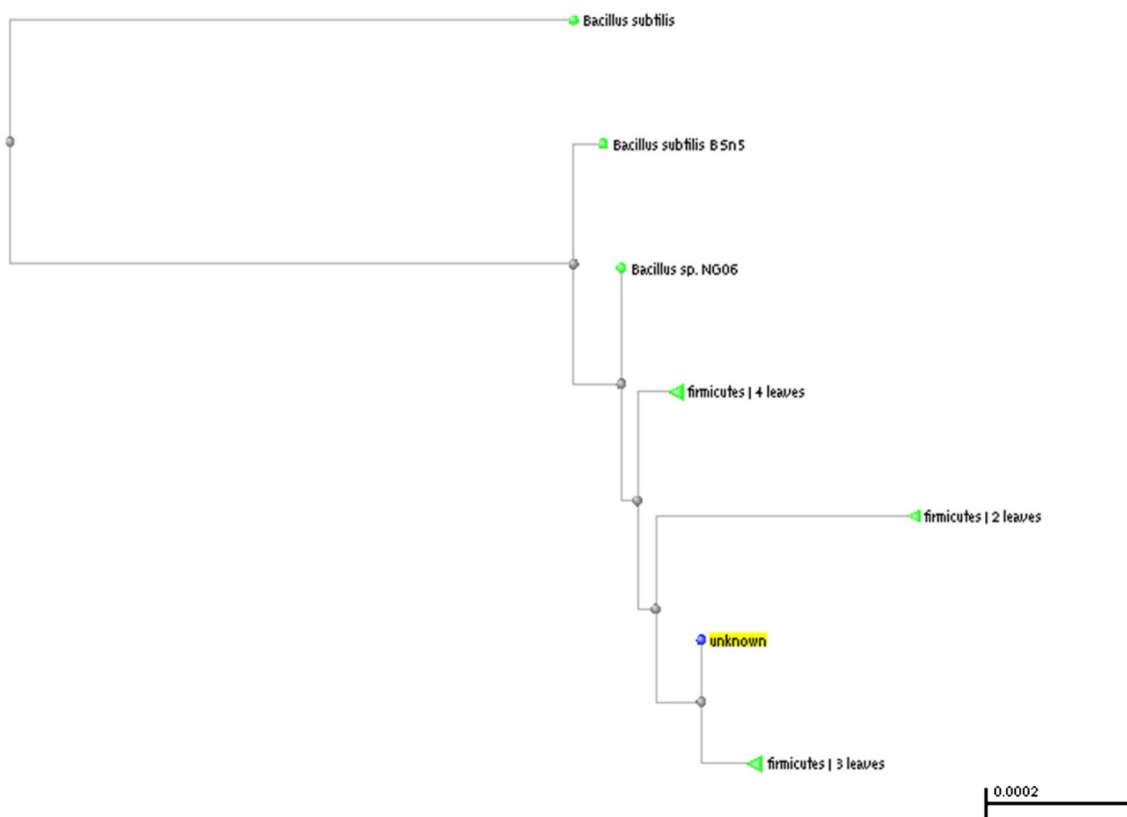 Bacillus subtilis
Bacillus subtilis BSn5
Bacillus sp. NG06
firmicutes | 4 leaves
firmicutes | 2 leaves
unknown
firmicutes | 3 leaves
0.0002